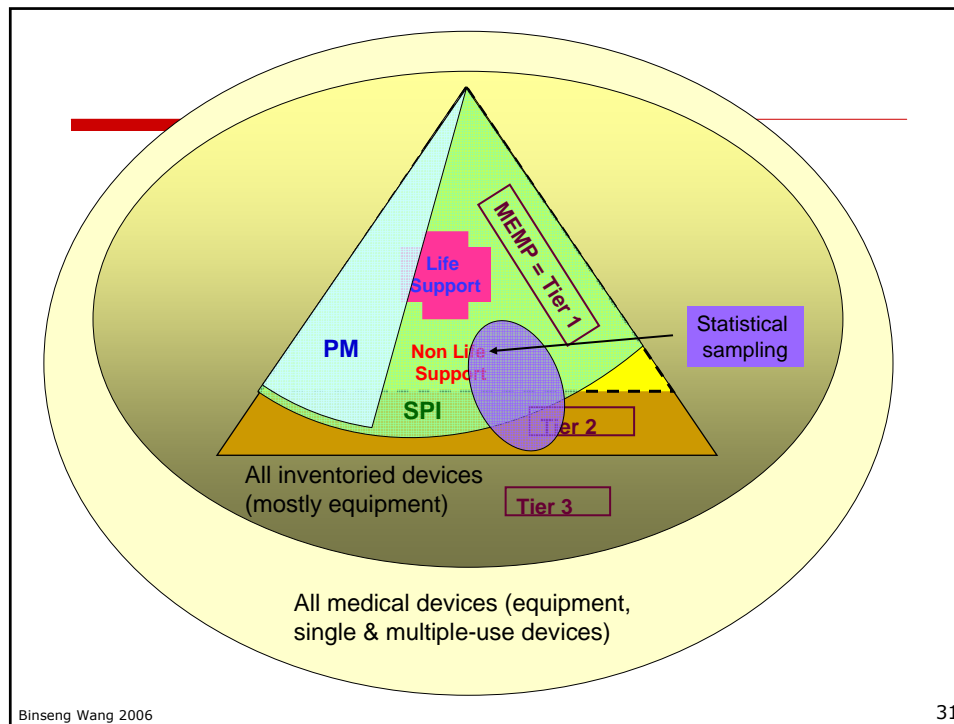 MEMP = Tier 1
Life
Support
Statistical
sampling
PM
Non Life
Support
SPI
Tier 2
All inventoried devices
(mostly equipment)
Tier 3
All medical devices (equipment,
single & multiple-use devices)
Binseng Wang 2006
31